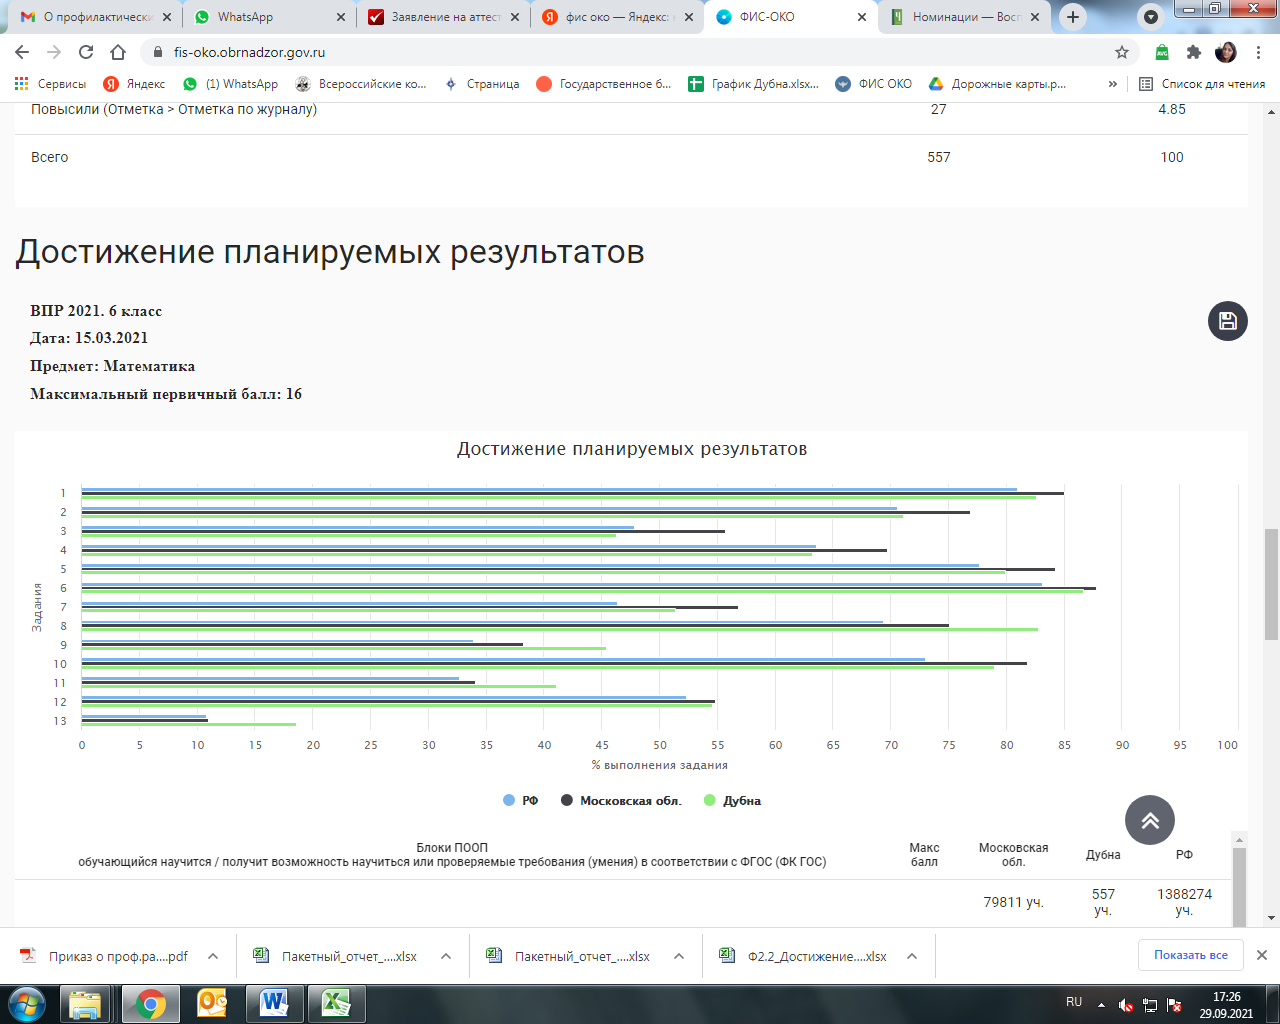 О профилактически
WhatsApp
Заявление на аттест
фис око — Яндекс:
ФИС-ОКО
Номинации — Восп
fis-oko.obrnadzor.gov.ru
Сервисы
Яндекс
(1) WhatsApp
Всероссийские ко...
Страница
Государственное б...
График Дубна.xlsx...
ФИС ОКО
Дорожные карты.р...
»
Список для чтения
Повысили (Отметка > Отметка по журналу) 27 4.85
Всего 557 100
Достижение планируемых результатов
ВПР 2021. 6 класс
Дата: 15.03.2021
Предмет: Математика
Максимальный первичный балл: 16
Достижение планируемых результатов
Задания
1
2
3
4
5
6
7
8
9
10
11
12
13
0 5 10 15 20 25 30 35 40 45 50 55 60 65 70 75 80 85 90 95 100
% выполнения задания
РФ Московская обл. Дубна
Блоки ПООП
обучающийся научится / получит возможность научиться или проверяемые требования (умения) в соответствии с ФГОС (ФК ГОС)
Макс
балл
Московская
обл.
Дубна
РФ
79811 уч.
557
уч.
1388274
уч.
Приказ о проф.ра....pdf
Пакетный_отчет_....xlsx
Пакетный_отчет_....xlsx
Ф2.2_Достижение....xlsx
Показать все
RU
17:26
29.09.2021